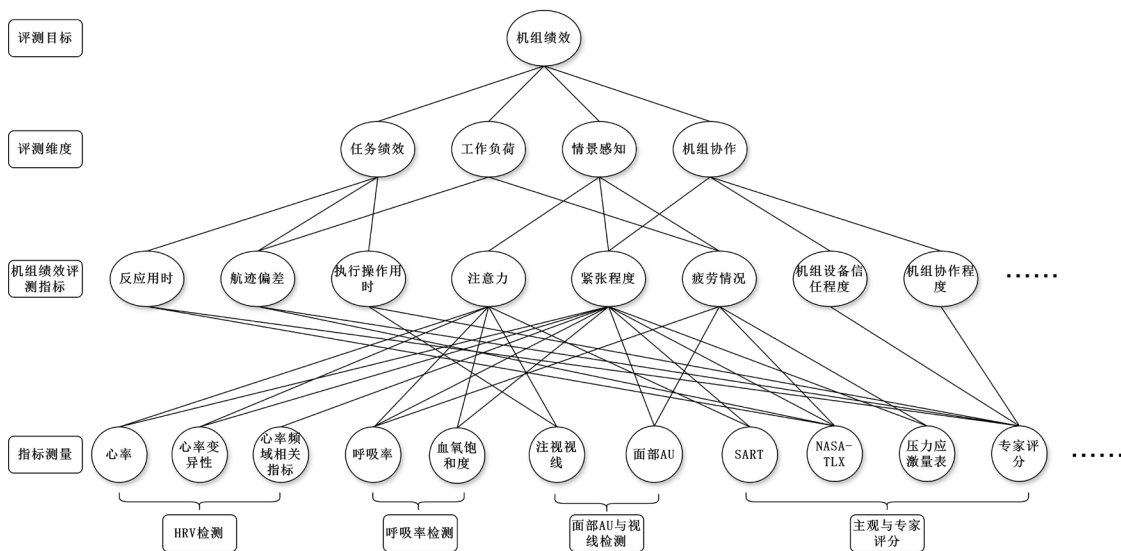 评测目标
机组绩效
评测维度
任务绩效
工作负荷
情景感知
机组协作
机组绩效评
测指标
反应用时
航迹偏差
执行操作用
时
注意力
紧张程度
疲劳情况
机组设备信
任程度
机组协作程
度
......
指标测量
心率
心率变
异性
心率频
域相关
指标
呼吸率
血氧饱
和度
注视视
线
面部AU
SART
NASA-
TLX
压力应
激量表
专家评
分
......
HRV检测
呼吸率检测
面部AU与视
线检测
主观与专家
评分